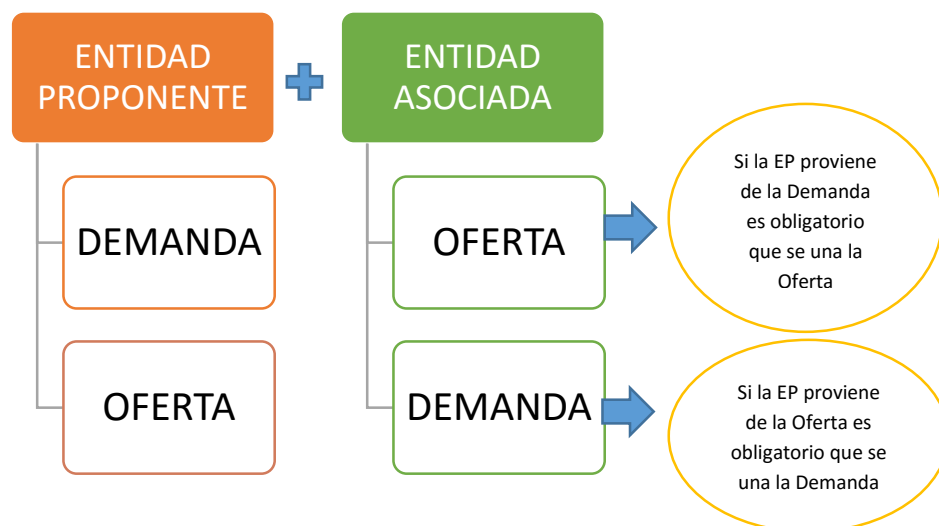 ENTIDAD
PROPONENTE
ENTIDAD
ASOCIADA
DEMANDA
OFERTA
Si la EP proviene
de la Demanda
es obligatorio
que se una la
Oferta
OFERTA
DEMANDA
Si la EP proviene
de la Oferta es
obligatorio que se
una la Demanda